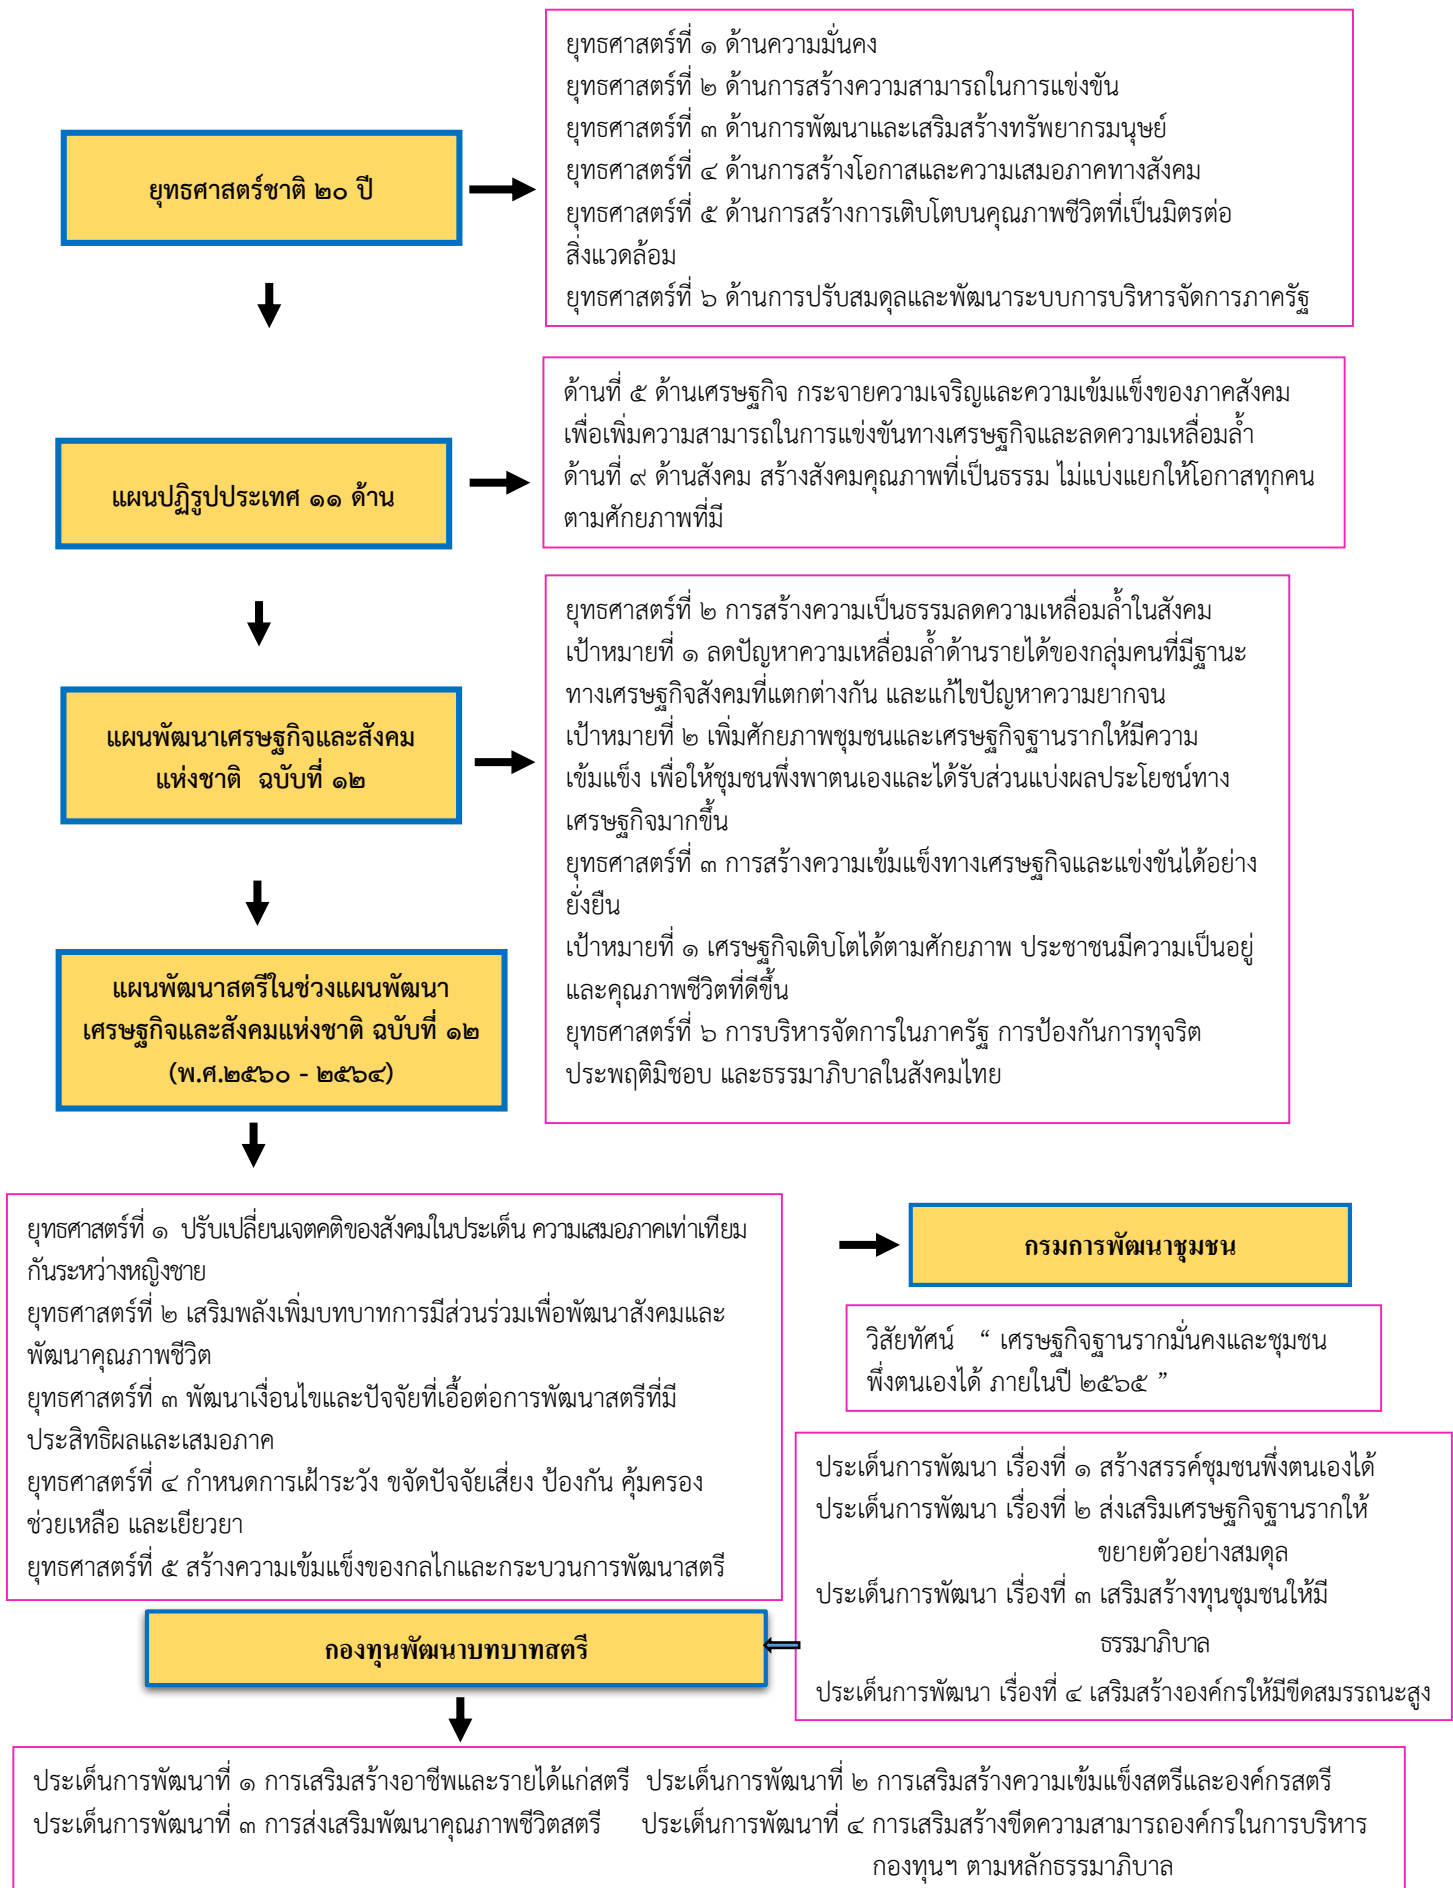 ยุทธศาสตร์ชาติ ๒๐ ปี
ยุทธศาสตร์ที่ ๑ ด้านความมั่นคง
ยุทธศาสตร์ที่ ๒ ด้านการสร้างความสามารถในการแข่งขัน
ยุทธศาสตร์ที่ ๓ ด้านการพัฒนาและเสริมสร้างทรัพยากรมนุษย์
ยุทธศาสตร์ที่ ๔ ด้านการสร้างโอกาสและความเสมอภาคทางสังคม
ยุทธศาสตร์ที่ ๕ ด้านการสร้างการเติบโตบนคุณภาพชีวิตที่เป็นมิตรต่อ
สิ่งแวดล้อม
ยุทธศาสตร์ที่ ๖ ด้านการปรับสมดุลและพัฒนาระบบการบริหารจัดการภาครัฐ
แผนปฏิรูปประเทศ ๑๑ ด้าน
ด้านที่ ๕ ด้านเศรษฐกิจ กระจายความเจริญและความเข้มแข็งของภาคสังคม
เพื่อเพิ่มความสามารถในการแข่งขันทางเศรษฐกิจและลดความเหลื่อมล้ำ
ด้านที่ ๙ ด้านสังคม สร้างสังคมคุณภาพที่เป็นธรรม ไม่แบ่งแยกให้โอกาสทุกคน
ตามศักยภาพที่มี
แผนพัฒนาเศรษฐกิจและสังคม
แห่งชาติ  ฉบับที่ ๑๒
ยุทธศาสตร์ที่ ๒ การสร้างความเป็นธรรมลดความเหลื่อมล้ำในสังคม
เป้าหมายที่ ๑ ลดปัญหาความเหลื่อมล้ำด้านรายได้ของกลุ่มคนที่มีฐานะ
ทางเศรษฐกิจสังคมที่แตกต่างกัน และแก้ไขปัญหาความยากจน
เป้าหมายที่ ๒ เพิ่มศักยภาพชุมชนและเศรษฐกิจฐานรากให้มีความ
เข้มแข็ง เพื่อให้ชุมชนพึ่งพาตนเองและได้รับส่วนแบ่งผลประโยชน์ทาง
เศรษฐกิจมากขึ้น
ยุทธศาสตร์ที่ ๓ การสร้างความเข้มแข็งทางเศรษฐกิจและแข่งขันได้อย่าง
ยั่งยืน
เป้าหมายที่ ๑ เศรษฐกิจเติบโตได้ตามศักยภาพ ประชาชนมีความเป็นอยู่
และคุณภาพชีวิตที่ดีขึ้น
ยุทธศาสตร์ที่ ๖ การบริหารจัดการในภาครัฐ การป้องกันการทุจริต
ประพฤติมิชอบ และธรรมาภิบาลในสังคมไทย
แผนพัฒนาสตรีในช่วงแผนพัฒนา
เศรษฐกิจและสังคมแห่งชาติ ฉบับที่ ๑๒
(พ.ศ.๒๕๖๐ - ๒๕๖๔)
ยุทธศาสตร์ที่ ๑  ปรับเปลี่ยนเจตคติของสังคมในประเด็น ความเสมอภาคเท่าเทียม
กันระหว่างหญิงชาย
ยุทธศาสตร์ที่ ๒ เสริมพลังเพิ่มบทบาทการมีส่วนร่วมเพื่อพัฒนาสังคมและ
พัฒนาคุณภาพชีวิต
ยุทธศาสตร์ที่ ๓ พัฒนาเงื่อนไขและปัจจัยที่เอื้อต่อการพัฒนาสตรีที่มี
ประสิทธิผลและเสมอภาค
ยุทธศาสตร์ที่ ๔ กำหนดการเฝ้าระวัง ขจัดปัจจัยเสี่ยง ป้องกัน คุ้มครอง
ช่วยเหลือ และเยียวยา
ยุทธศาสตร์ที่ ๕ สร้างความเข้มแข็งของกลไกและกระบวนการพัฒนาสตรี
กรมการพัฒนาชุมชน
วิสัยทัศน์   “ เศรษฐกิจฐานรากมั่นคงและชุมชน
พึ่งตนเองได้ ภายในปี ๒๕๖๕ ”
ประเด็นการพัฒนา เรื่องที่ ๑ สร้างสรรค์ชุมชนพึ่งตนเองได้
ประเด็นการพัฒนา เรื่องที่ ๒ ส่งเสริมเศรษฐกิจฐานรากให้
ขยายตัวอย่างสมดุล
ประเด็นการพัฒนา เรื่องที่ ๓ เสริมสร้างทุนชุมชนให้มี
ธรรมาภิบาล
ประเด็นการพัฒนา เรื่องที่ ๔ เสริมสร้างองค์กรให้มีขีดสมรรถนะสูง
กองทุนพัฒนาบทบาทสตรี
ประเด็นการพัฒนาที่ ๑ การเสริมสร้างอาชีพและรายได้แก่สตรี  ประเด็นการพัฒนาที่ ๒ การเสริมสร้างความเข้มแข็งสตรีและองค์กรสตรี
ประเด็นการพัฒนาที่ ๓ การส่งเสริมพัฒนาคุณภาพชีวิตสตรี     ประเด็นการพัฒนาที่ ๔ การเสริมสร้างขีดความสามารถองค์กรในการบริหาร
กองทุนฯ ตามหลักธรรมาภิบาล